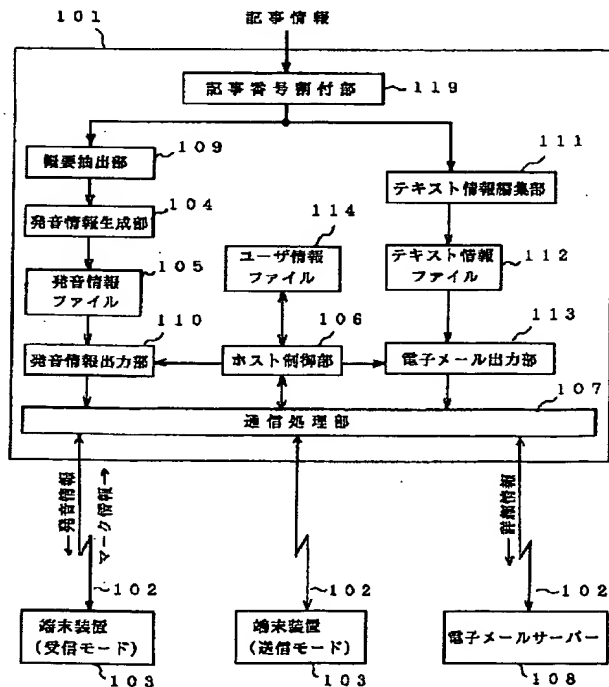 記事情報
101
記事番号割付部
119
概要抽出部
109
発音情報生成部
104
発音情報
ファイル
105
発音情報出力部
110
ユーザ情報
ファイル
114
ホスト制御部
106
テキスト情報編集部
111
テキスト情報
ファイル
112
電子メール出力部
113
通信処理部
107
←発音情報
マーク情報→
←詳細情報
102
102
102
端末装置
(受信モード)
103
端末装置
(送信モード)
103
電子メールサーバー
108